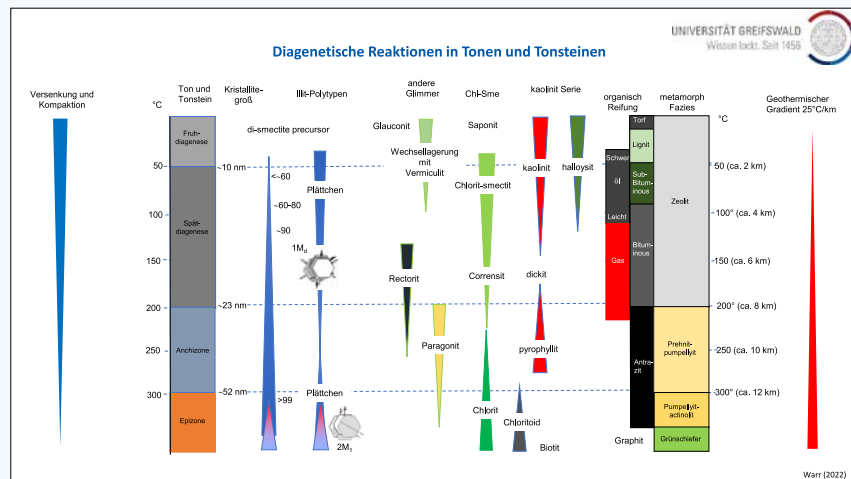 UNIVERSITÄT GREIFSWALD
Wissen lockt. Seit 1456
Diagenetische Reaktionen in Tonen und Tonsteinen
Versenkung und
Kompaktion
°C
Ton und
Tonstein
Kristallite-
groß
Illit-Polytypen
andere
Glimmer
Chl-Sme
kaolinit Serie
organisch
Reifung
metamorph
Fazies
°C
Geothermischer
Gradient 25°C/km
Fruh-
diagenese
di-smectite precursor
Glauconit
Saponit
Torf
Lignit
Wechsellagerung
mit
Vermiculit
50
~10 nm
kaolinit
halloysit
Schwer
50 (ca. 2 km)
<~60
Plättchen
Chlorit-smectit
öl
Sub-
Bitumi-
nous
~60-80
100
Leicht
Zeolit
100° (ca. 4 km)
Spät-
diagenese
~90
1Md
150
Rectorit
Corrensit
dickit
Gas
Bitum-
inous
150 (ca. 6 km)
200
~23 nm
200° (ca. 8 km)
Anchizone
Paragonit
pyrophyllit
Antra-
zit
Prehnit-
pumpellyit
250
250 (ca. 10 km)
300
~52 nm
>99
Plättchen
300° (ca. 12 km)
Epizone
Chlorit
Chloritoid
Pumpellyit-
actinolit
2M1
Biotit
Graphit
Grünschiefer
Warr (2022)